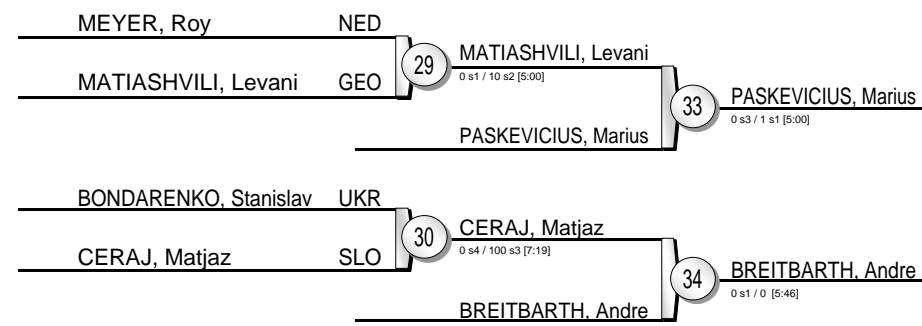 MEYER, Roy NED
MATIASHVILI, Levani GEO
29
MATIASHVILI, Levani
0 s1 / 10 s2 [5:00]
PASKEVICIUS, Marius
33
PASKEVICIUS, Marius
0 s3 / 1 s1 [5:00]
BONDARENKO, Stanislav UKR
CERAJ, Matjaz SLO
30
CERAJ, Matjaz
0 s4 / 100 s3 [7:19]
BREITBARTH, Andre
34
BREITBARTH, Andre
0 s1 / 0 [5:46]